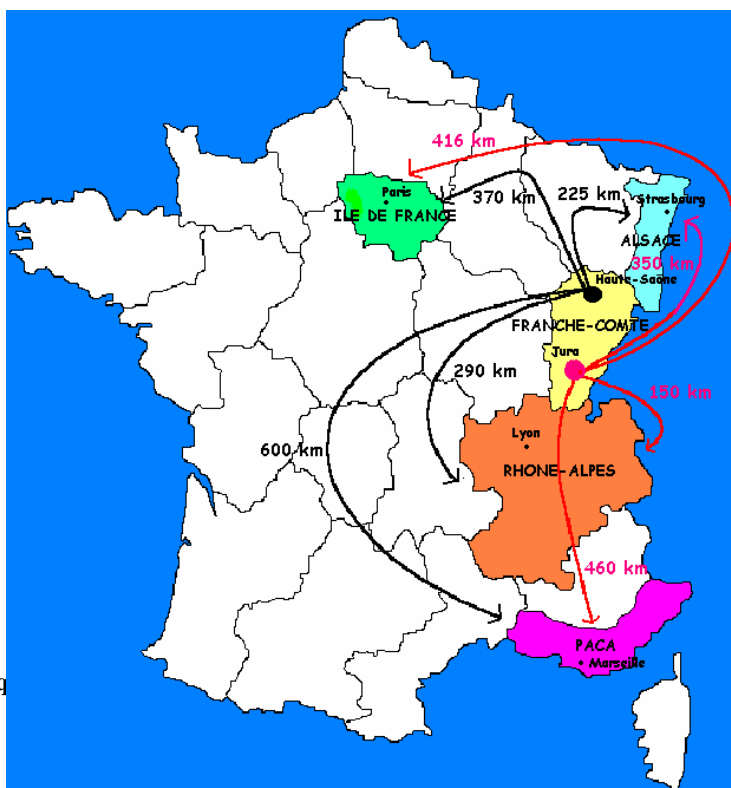 416 km
Paris
370 km
225 km
Strasbourg
ILE DE FRANCE
ALSACE
350 km
Haute-Saône
FRANCHE-COMTE
Jura
290 km
150 km
Lyon
600 km
RHONE-ALPES
460 km
PACA
Marseille
q